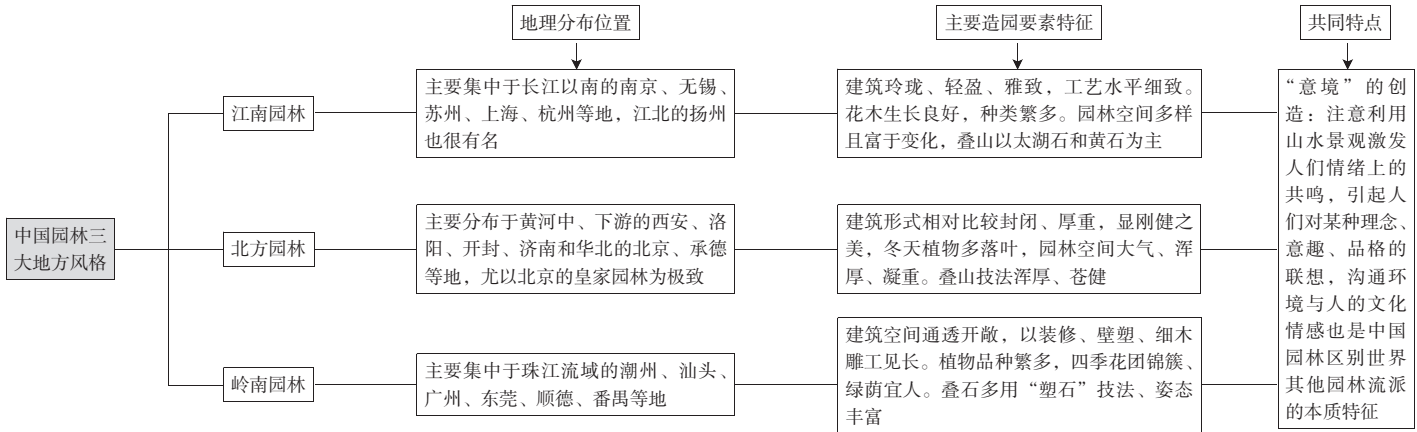 地理分布位置
主要造园要素特征
共同特点
中国园林三
大地方风格
江南园林
主要集中于长江以南的南京、无锡、
苏州、上海、杭州等地，江北的扬州
也很有名
建筑玲珑、轻盈、雅致，工艺水平细致。
花木生长良好，种类繁多。园林空间多样
且富于变化，叠山以太湖石和黄石为主
北方园林
主要分布于黄河中、下游的西安、洛
阳、开封、济南和华北的北京、承德
等地，尤以北京的皇家园林为极致
建筑形式相对比较封闭、厚重，显刚健之
美，冬天植物多落叶，园林空间大气、浑
厚、凝重。叠山技法浑厚、苍健
岭南园林
主要集中于珠江流域的潮州、汕头、
广州、东莞、顺德、番禺等地
建筑空间通透开敞，以装修、壁塑、细木
雕工见长。植物品种繁多，四季花团锦簇、
绿荫宜人。叠石多用“塑石”技法、姿态
丰富
“意境”的创
造：注意利用
山水景观激发
人们情绪上的
共鸣，引起人
们对某种理念、
意趣、品格的
联想，沟通环
境与人的文化
情感也是中国
园林区别世界
其他园林流派
的本质特征